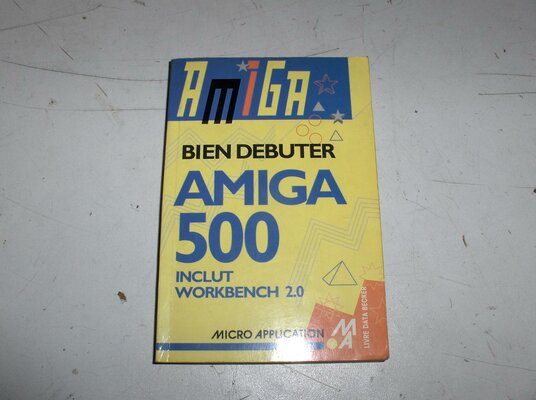 AMIGA
BIEN DEBUTER
AMIGA
500
INCLUT
WORKBENCH 2.0
MICRO APPLICATION
M.A
LIVRE DATA BECKER